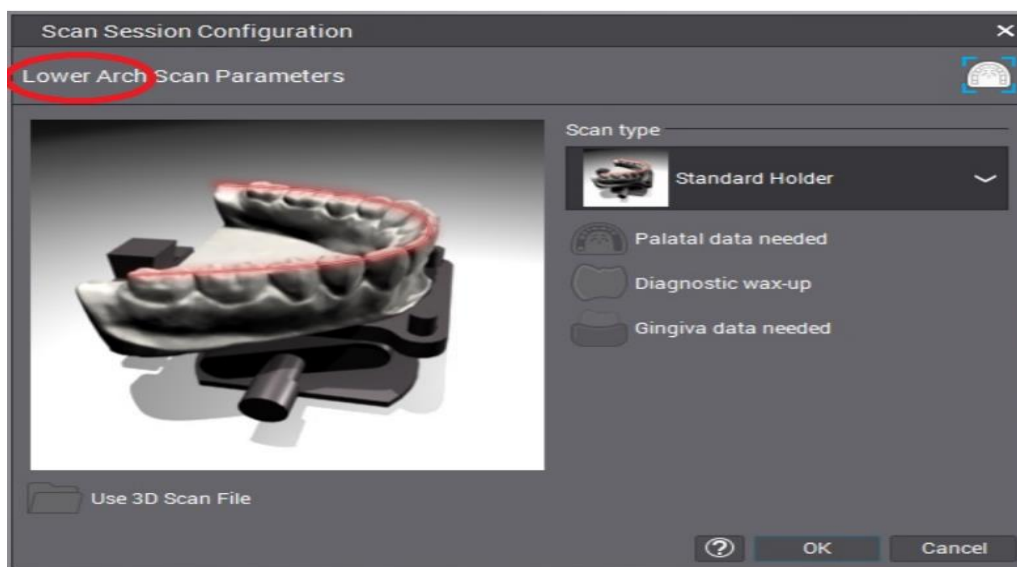 Scan Session Configuration
Lower Arch Scan Parameters
Scan type
Standard Holder
Palatal data needed
Diagnostic wax-up
Gingiva data needed
Use 3D Scan File
? OK Cancel